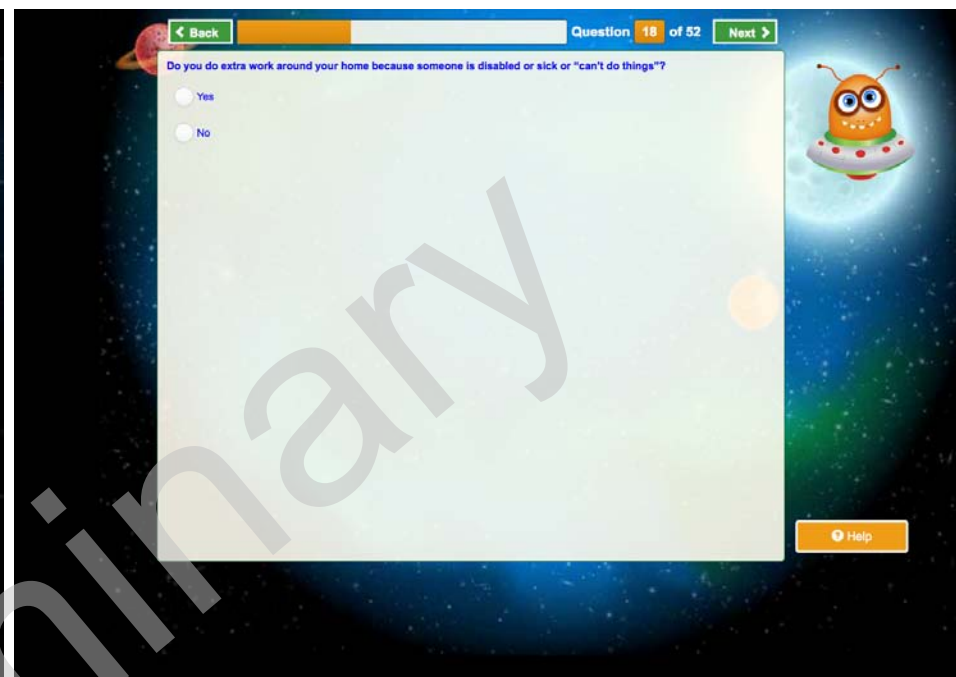 Back
Question 18 of 52
Next
Do you do extra work around your home because someone is disabled or sick or “can't do things”?
Yes
No
Help
inary